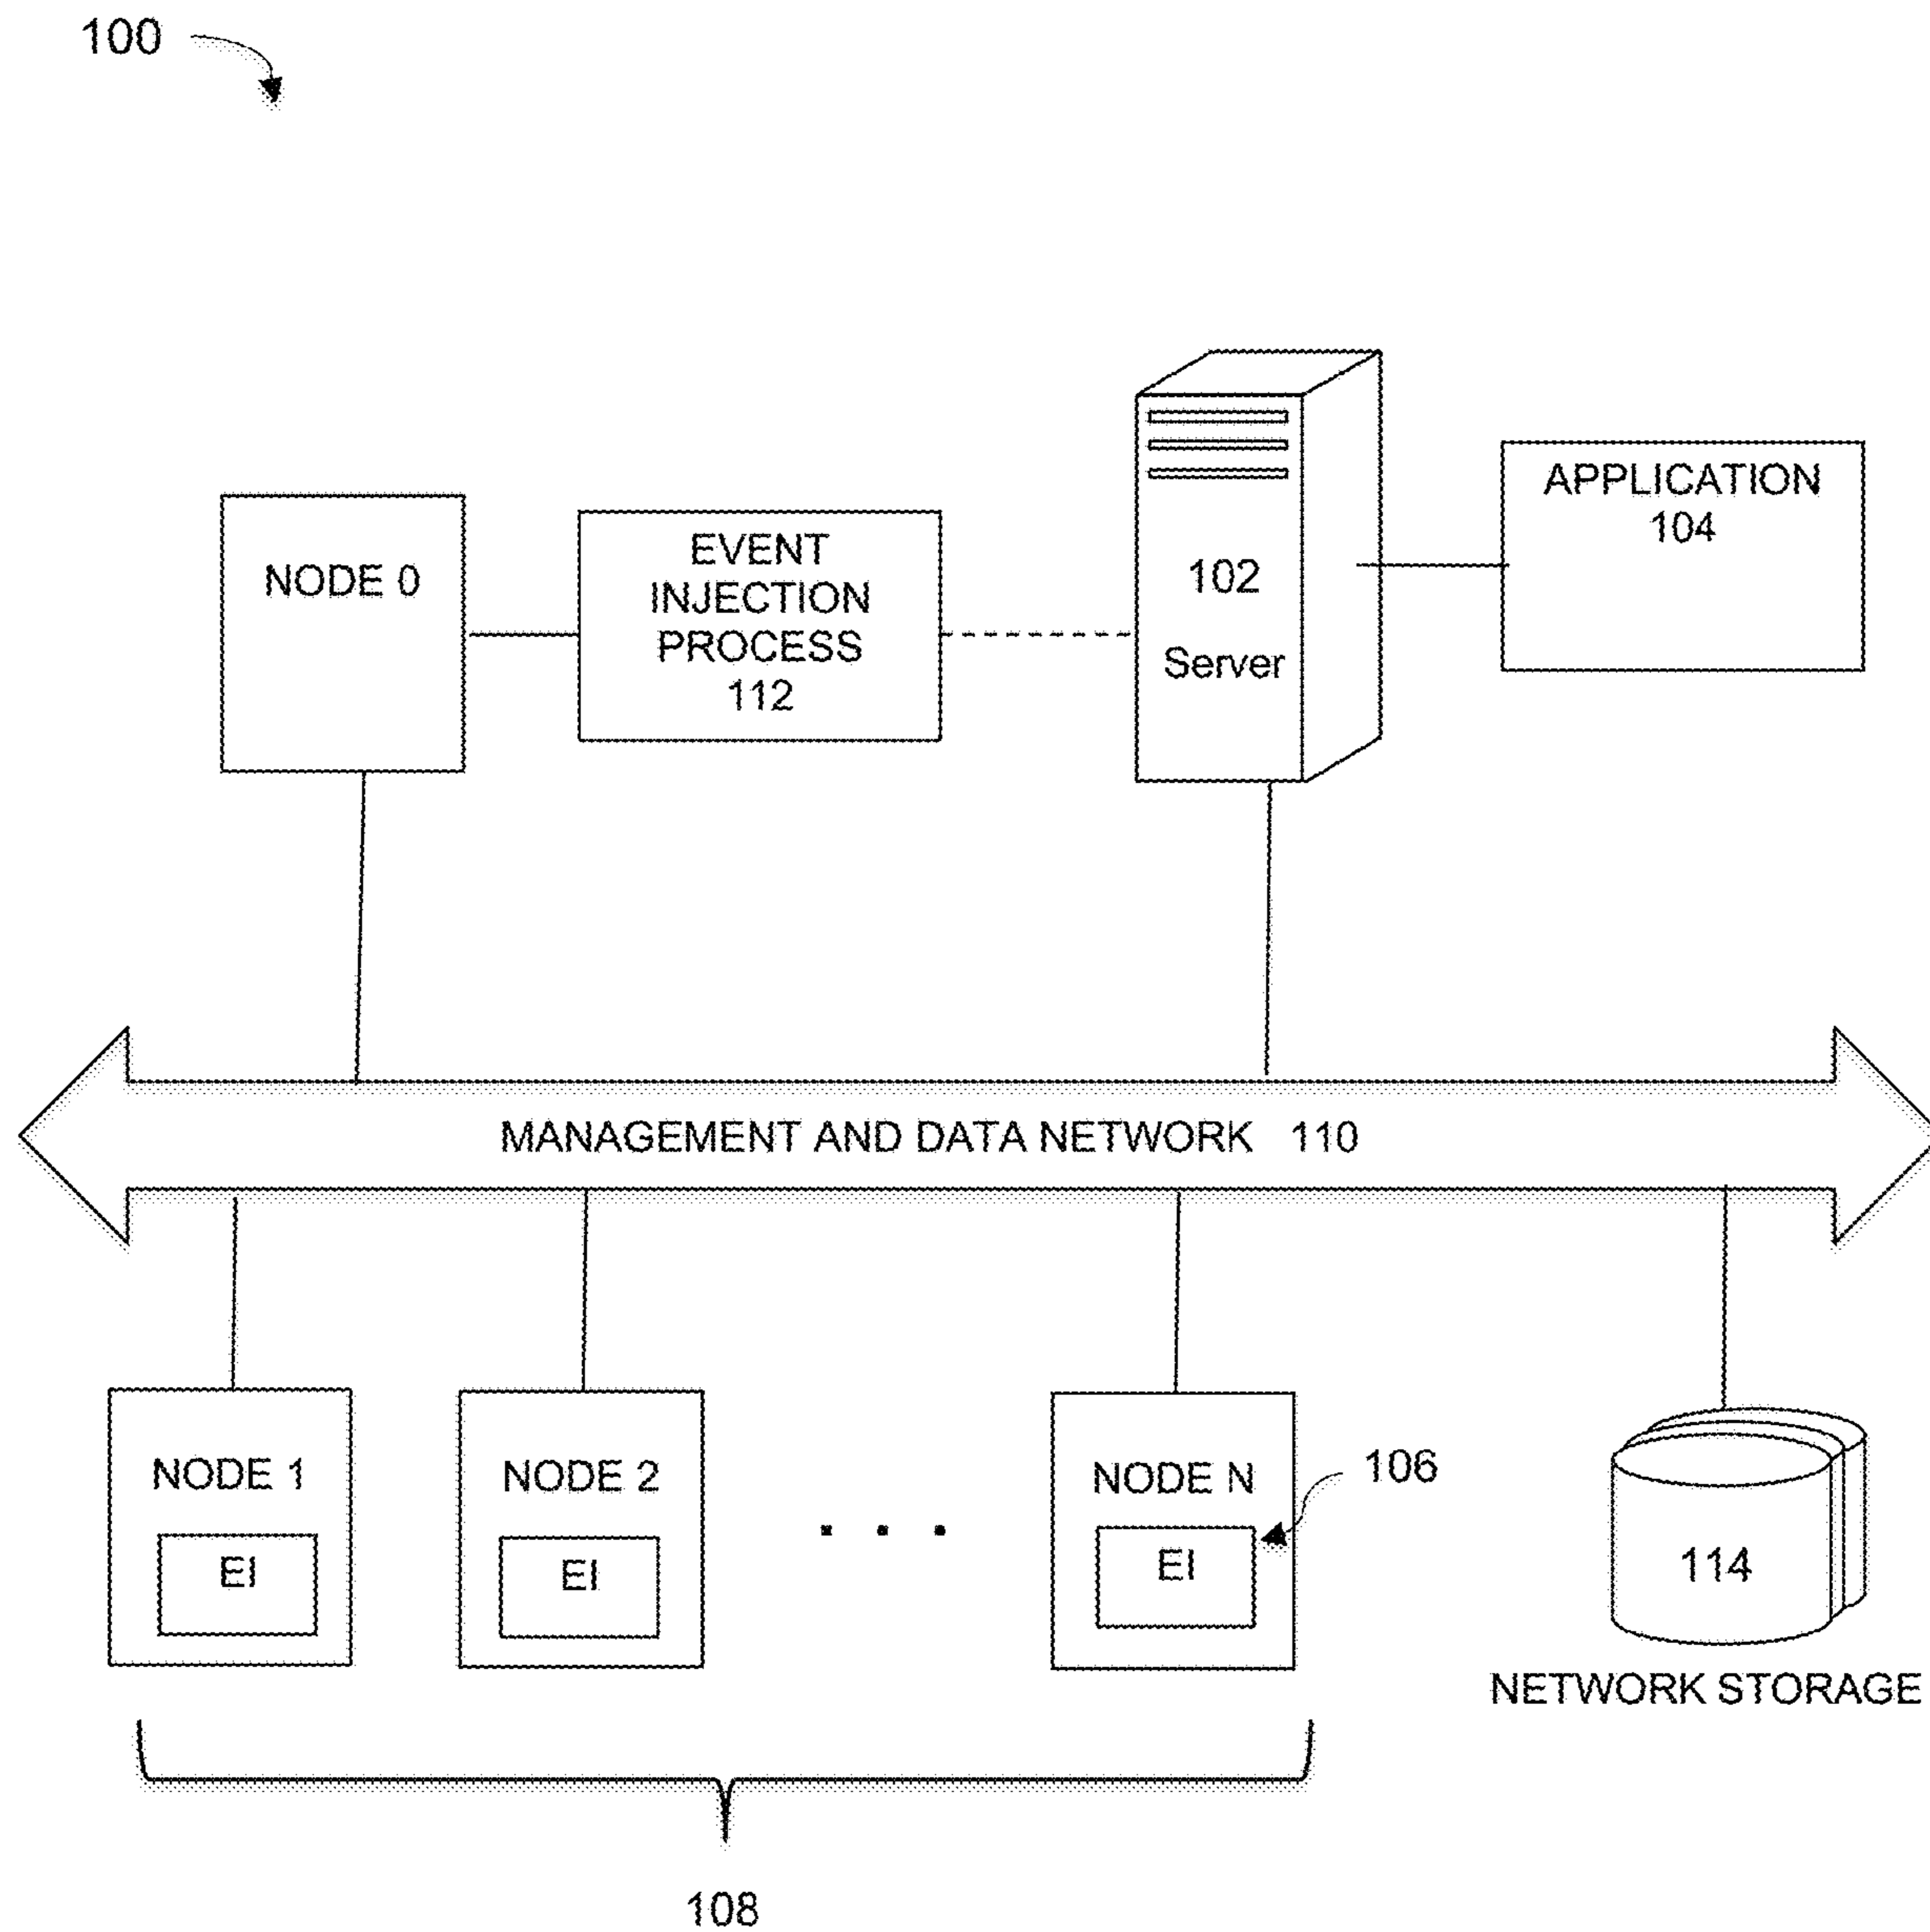 100
NODE 0
EVENT
INJECTION
PROCESS
112
102
Server
APPLICATION
104
MANAGEMENT AND DATA NETWORK 110
NODE 1
EI
NODE 2
EI
. . .
NODE N
EI
106
114
NETWORK STORAGE
108